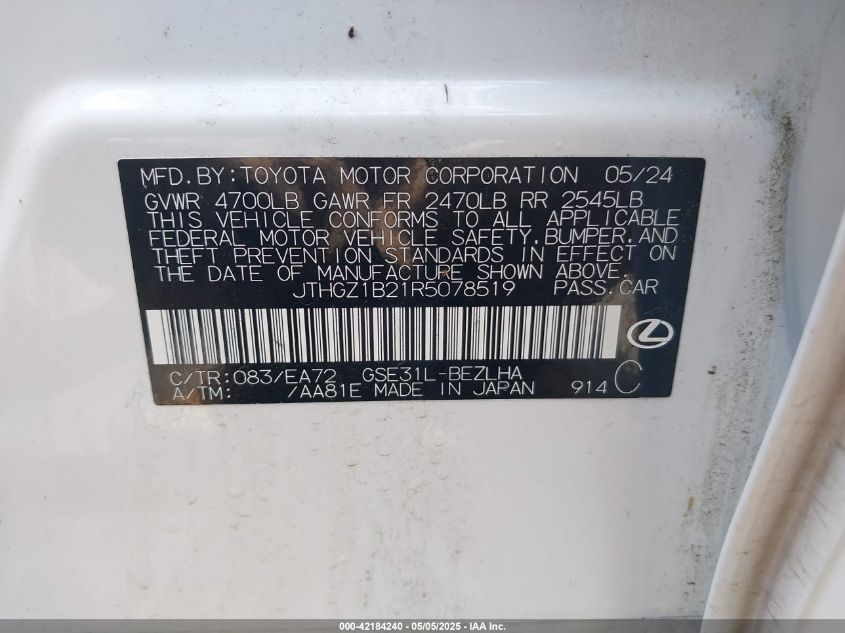 MFD.BY:TOYOTA MOTOR CORPORATION 05/24
GVWR 4700LB GAWR FR 2470LB RR 2545LB
THIS VEHICLE CONFORMS TO ALL APPLICABLE
FEDERAL MOTOR VEHICLE SAFETY,BUMPER,AND
THEFT PREVENTION STANDARDS IN EFFECT ON
THE DATE OF MANUFACTURE SHOWN ABOVE.
JTHGZ1B21R5078519 PASS.CAR
C/TR:083/EA72 GSE31L-BEZLHA
A/TM: /AA81E MADE IN JAPAN 914 C
000-42184240 - 05/05/2025 - IAA Inc.